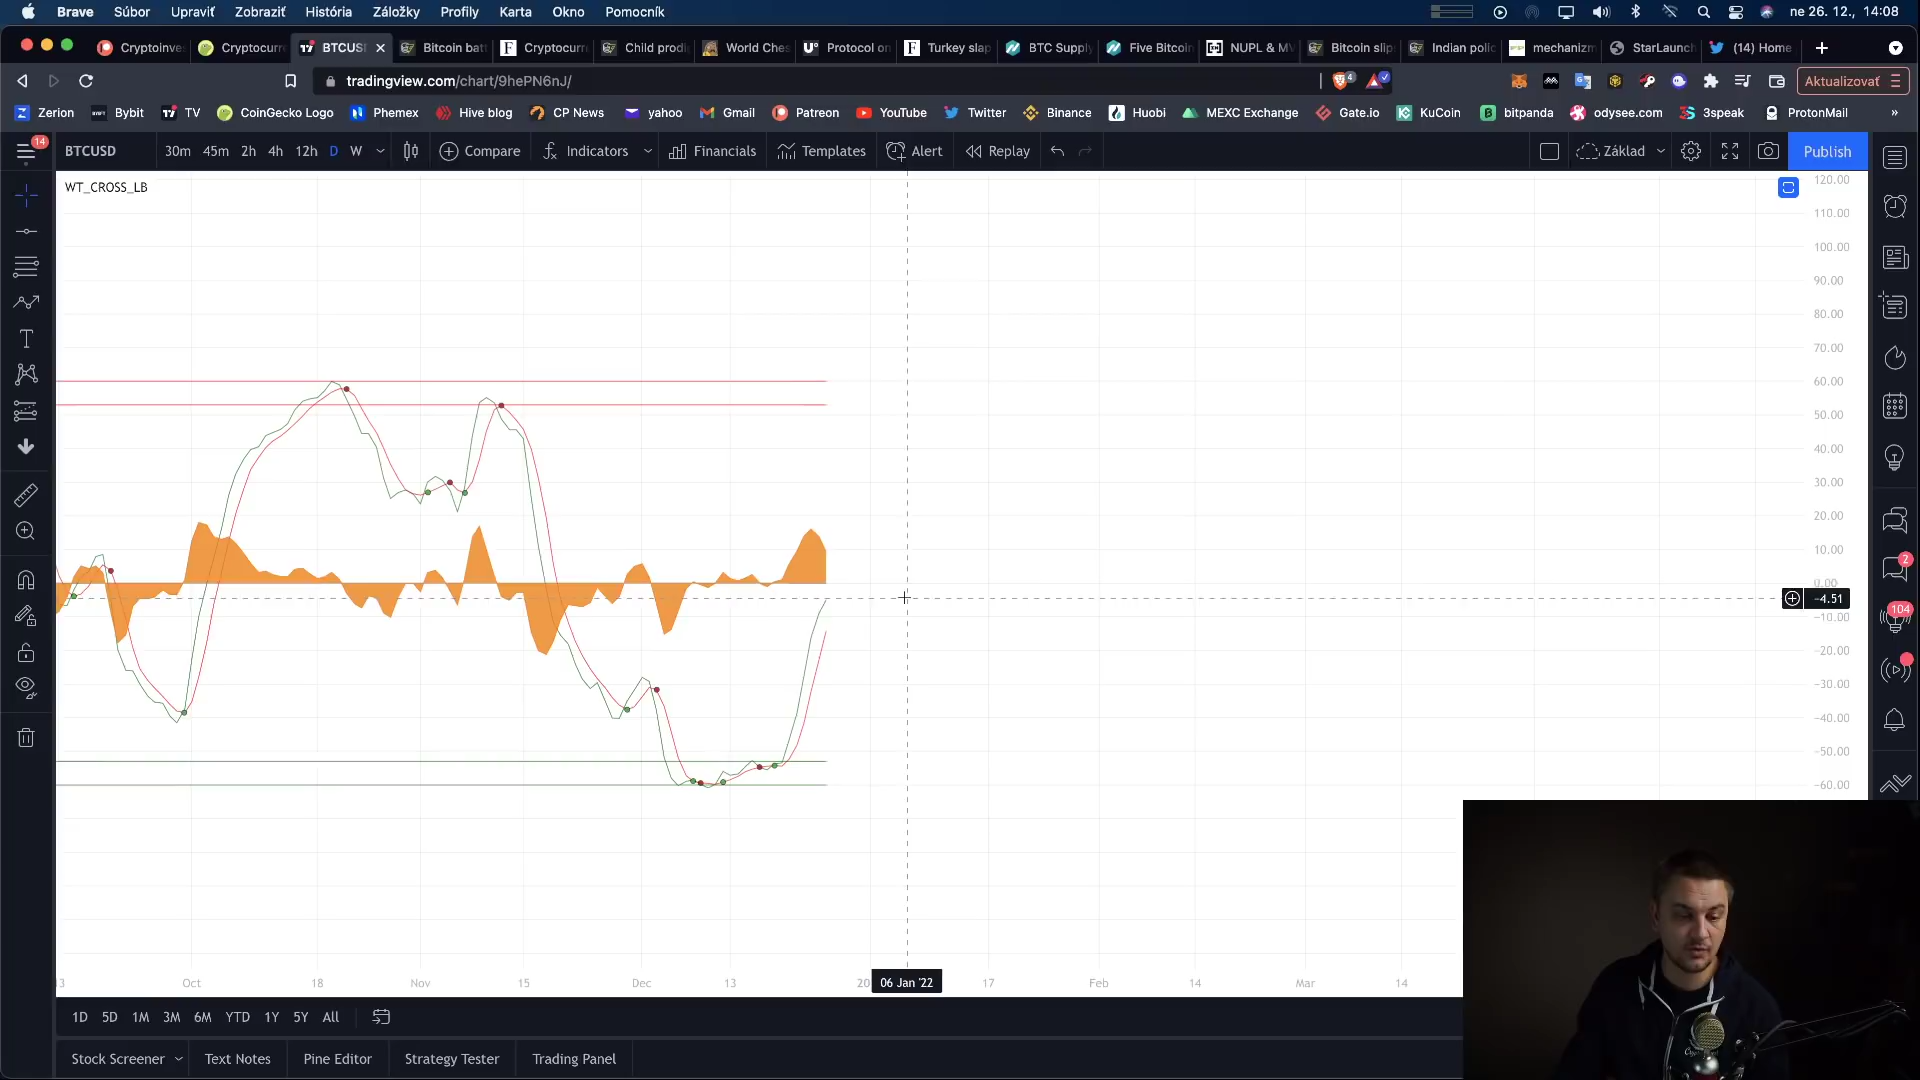 Brave Súbor Upraviť Zobraziť História Záložky Profily Karta Okno Pomocník ne 26. 12., 14:08
Cryptoinve BTCUS Bitcoin bat Cryptocurr Child prodi World Ches Protocol on Turkey slap BTC Supply Five Bitcoin NUPL & MV Bitcoin slip Indian polic mechanizm StarLaunch (14) Home
tradingview.com/chart/9hePN6nJ/ 4 Aktualizovať
Zerion Bybit TV CoinGecko Logo Phemex Hive blog CP News yahoo Gmail Patreon YouTube Twitter Binance Huobi MEXC Exchange Gate.io KuCoin bitpanda odysee.com 3speak ProtonMail »
14 BTCUSD 30m 45m 2h 4h 12h D W Compare Indicators Financials Templates Alert Replay Základ Publish
WT_CROSS_LB
120.00
110.00
100.00
90.00
80.00
70.00
60.00
50.00
40.00
30.00
20.00
10.00
0.00
−4.51
−10.00
−20.00
−30.00
−40.00
−50.00
−60.00
2
104
13 Oct 18 Nov 15 Dec 13 20 06 Jan '22 17 Feb 14 Mar 14
1D 5D 1M 3M 6M YTD 1Y 5Y All
Stock Screener Text Notes Pine Editor Strategy Tester Trading Panel